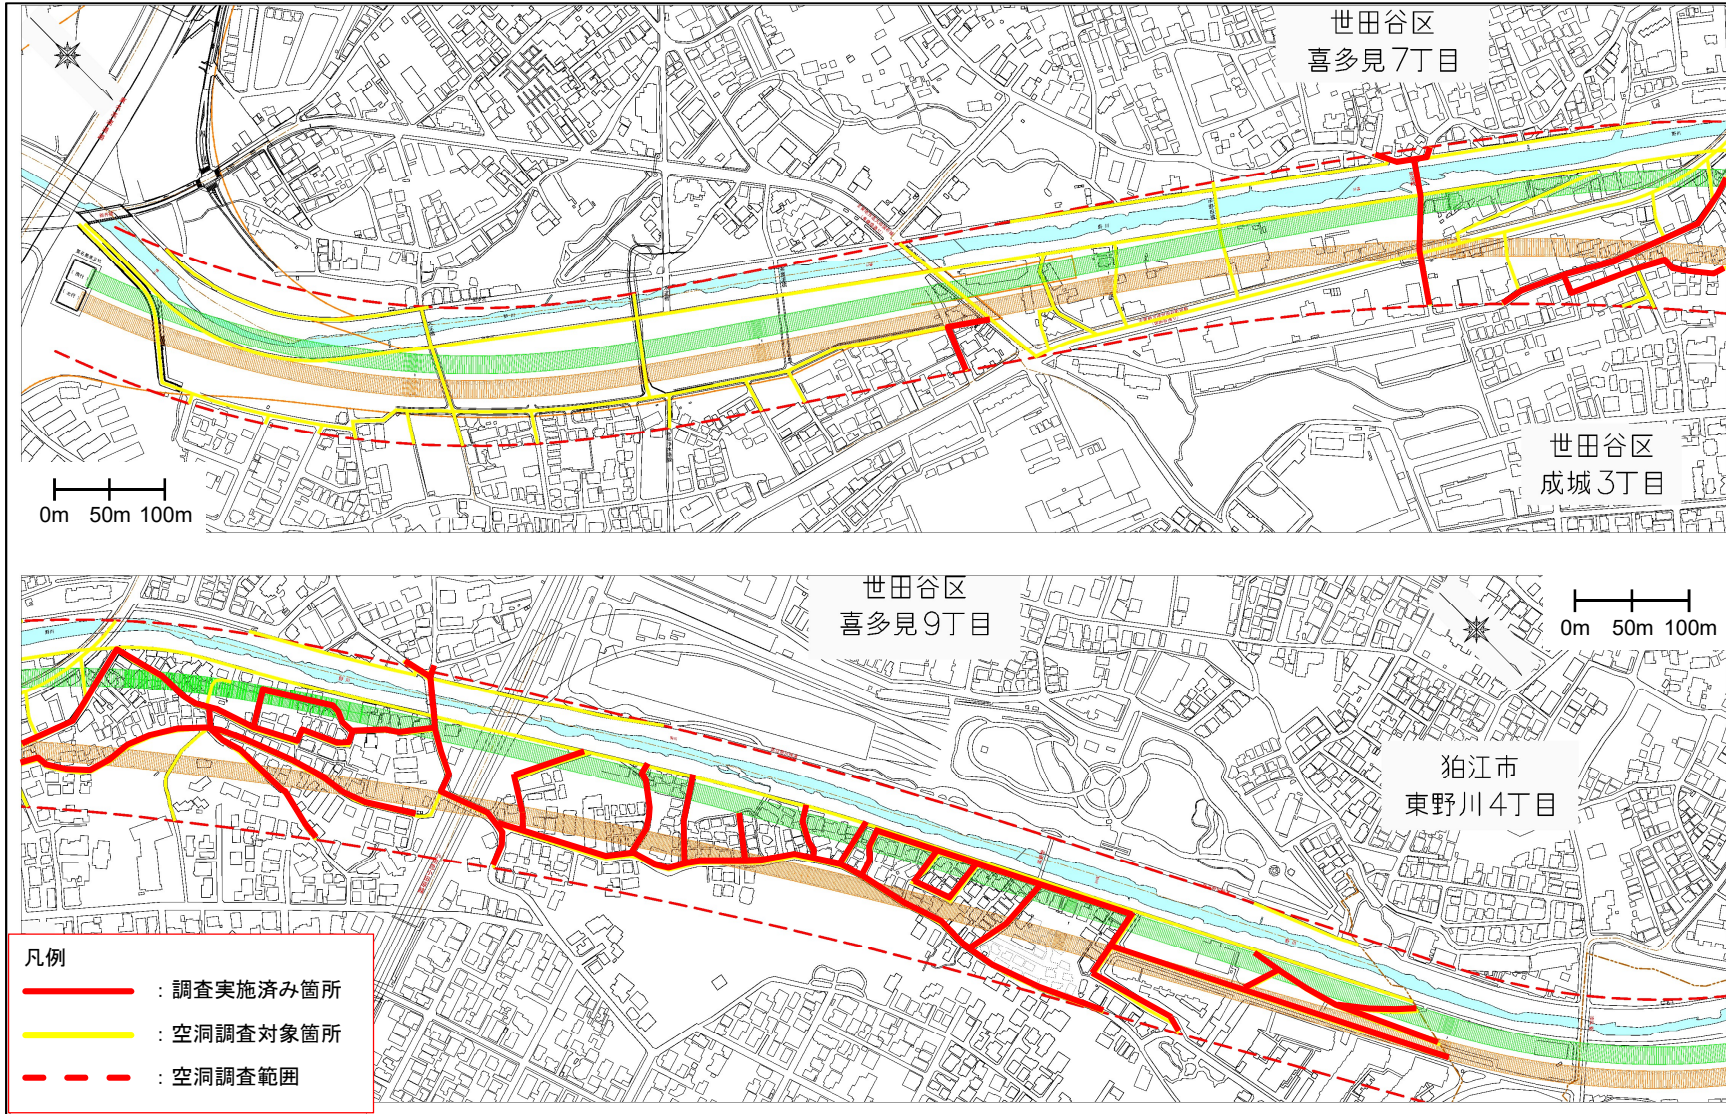 世田谷区
喜多見7丁目
世田谷区
成城3丁目
0m 50m 100m
世田谷区
喜多見9丁目
0m 50m 100m
狛江市
東野川4丁目
凡例
：調査実施済み箇所
：空洞調査対象箇所
：空洞調査範囲